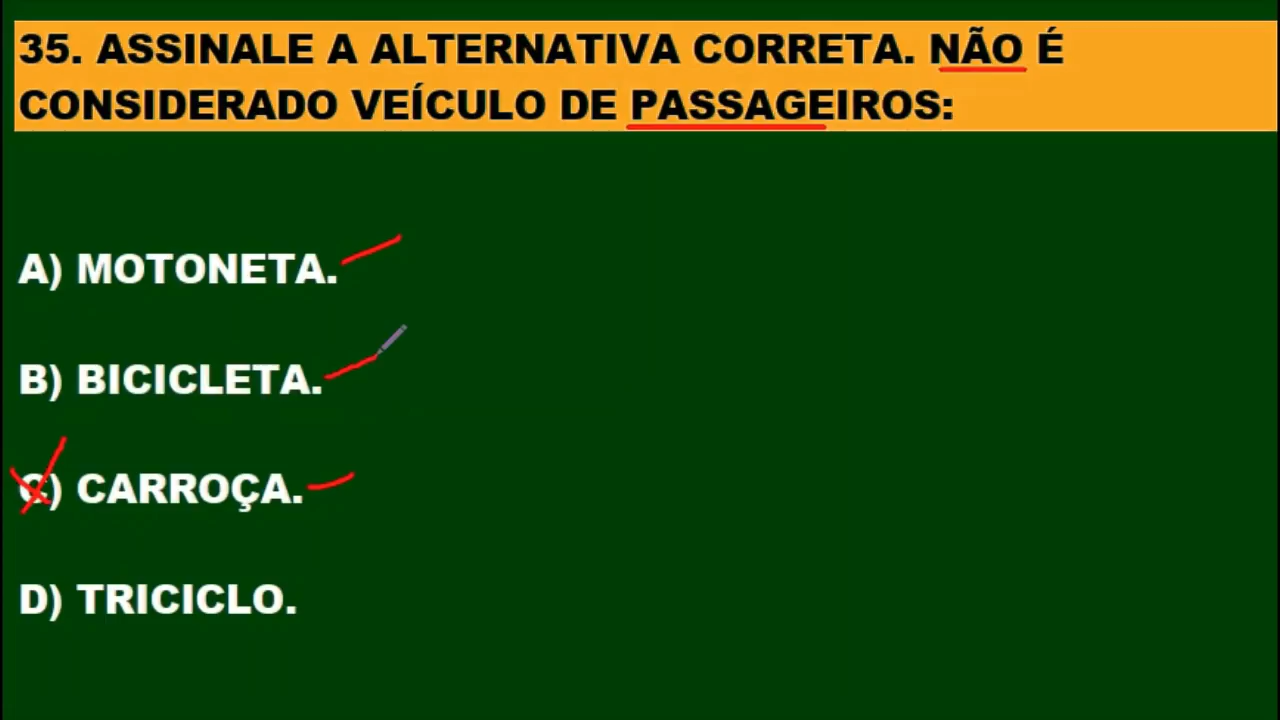 35. ASSINALE A ALTERNATIVA CORRETA. NÃO É
CONSIDERADO VEÍCULO DE PASSAGEIROS:
A) MOTONETA.
B) BICICLETA.
C) CARROÇA.
D) TRICICLO.